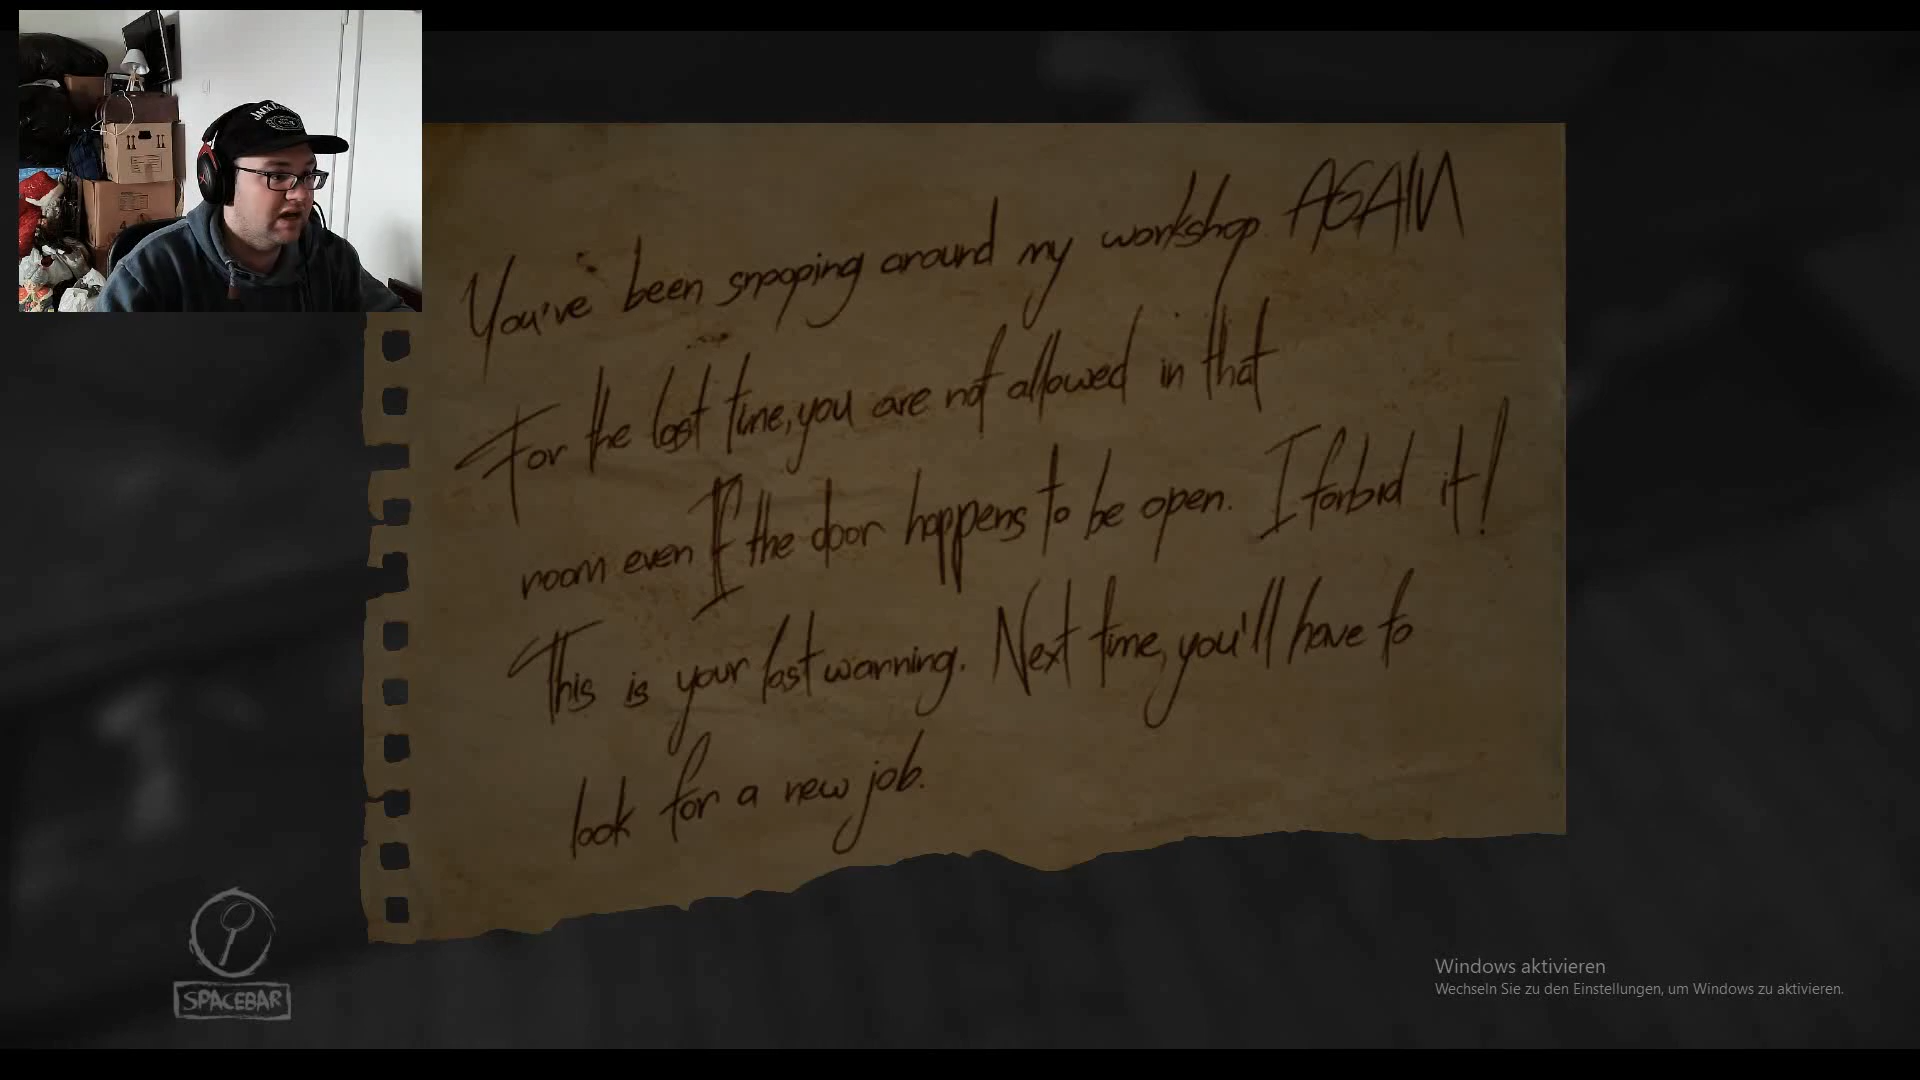 You've been snooping around my workshop AGAIN
For the last time, you are not allowed in that
room even If the door happens to be open. I forbid it!
This is your last warning. Next time, you'll have to
look for a new job.
SPACEBAR
Windows aktivieren
Wechseln Sie zu den Einstellungen, um Windows zu aktivieren.